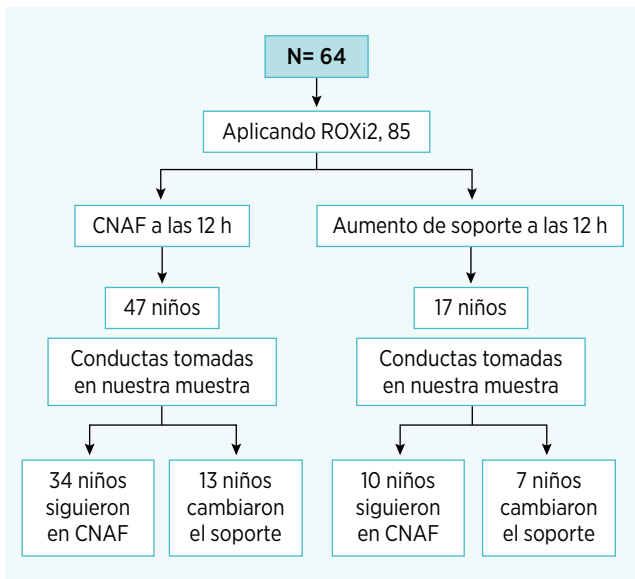 N= 64
Aplicando ROXi2, 85
CNAF a las 12 h
Aumento de soporte a las 12 h
47 niños
17 niños
Conductas tomadas
en nuestra muestra
Conductas tomadas
en nuestra muestra
34 niños
siguieron
en CNAF
13 niños
cambiaron
el soporte
10 niños
siguieron
en CNAF
7 niños
cambiaron
el soporte